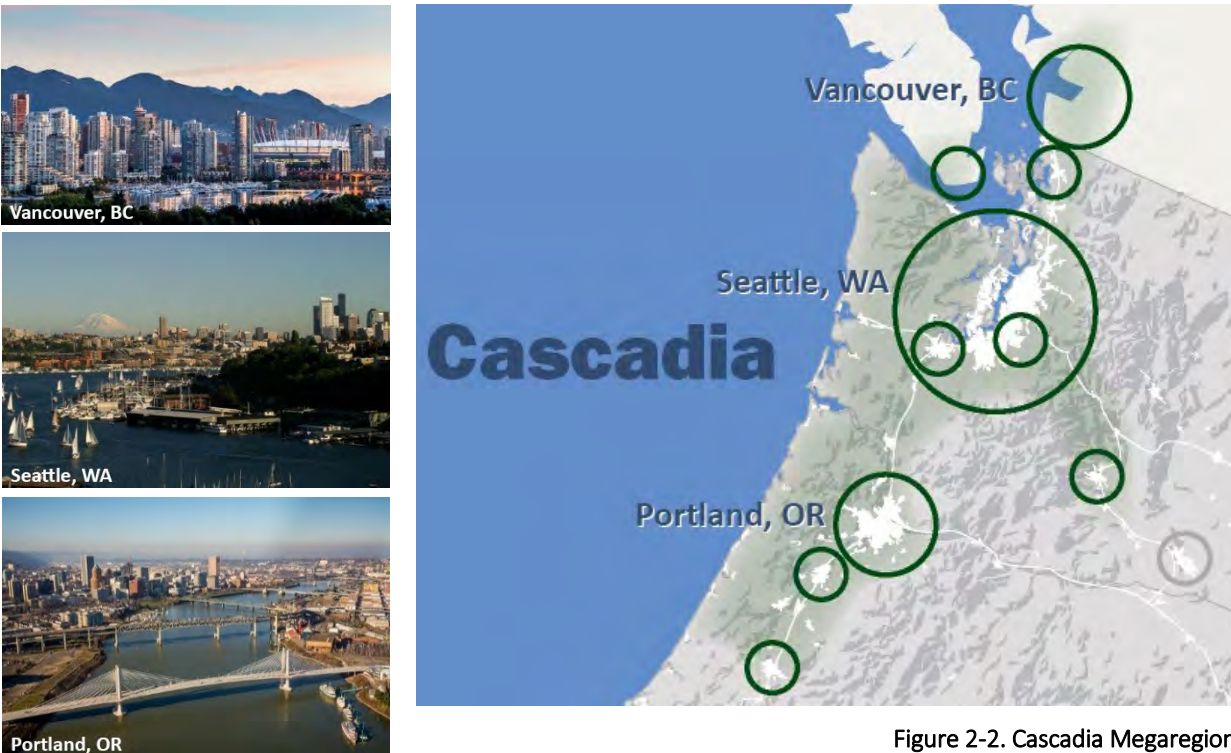 Vancouver, BC
Seattle, WA
Portland, OR
Vancouver, BC
Seattle, WA
Cascadia
Portland, OR
Figure 2-2. Cascadia Megaregion